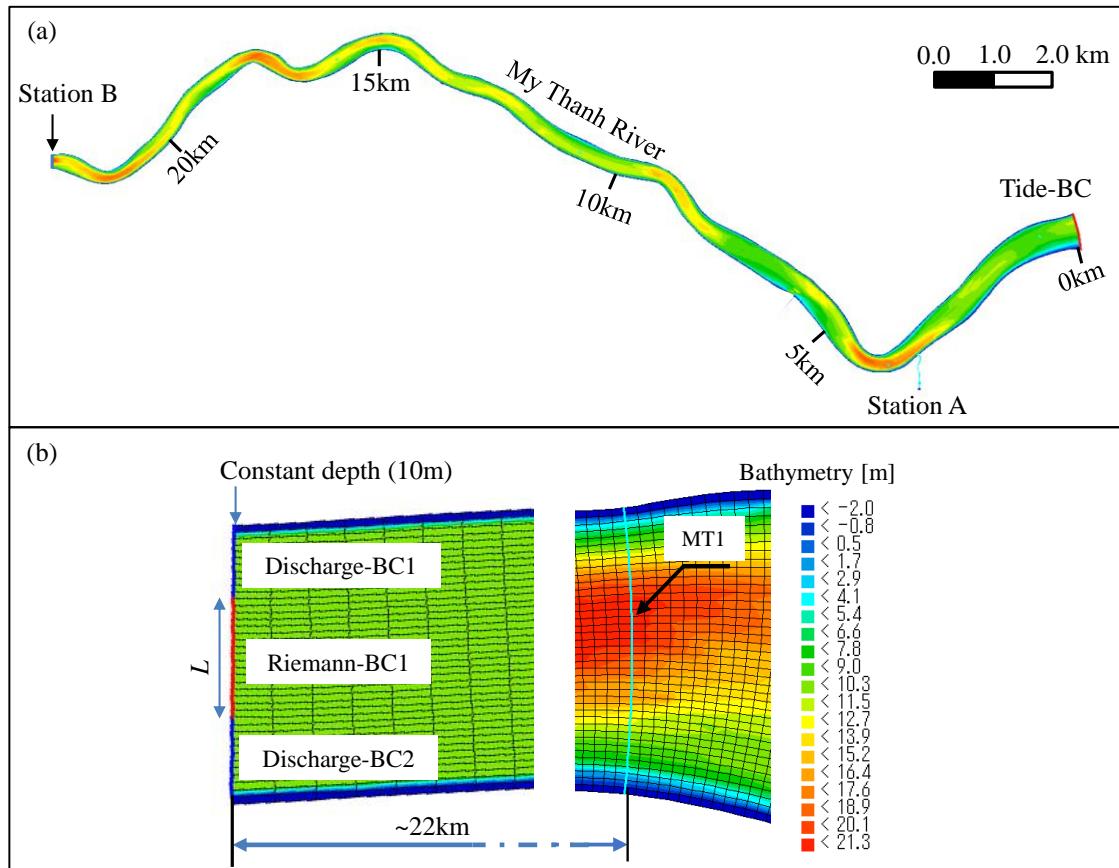 (a)
0.0 1.0 2.0 km
Station B
15km
My Thanh River
20km
10km
Tide-BC
0km
5km
Station A
(b)
Constant depth (10m)
Bathymetry [m]
Discharge-BC1
MT1
L
Riemann-BC1
Discharge-BC2
~22km
< -2.0
< -0.8
< 0.5
< 1.7
< 2.9
< 4.1
< 5.4
< 6.6
< 7.8
< 9.0
< 10.3
< 11.5
< 12.7
< 13.9
< 15.2
< 16.4
< 17.6
< 18.9
< 20.1
< 21.3